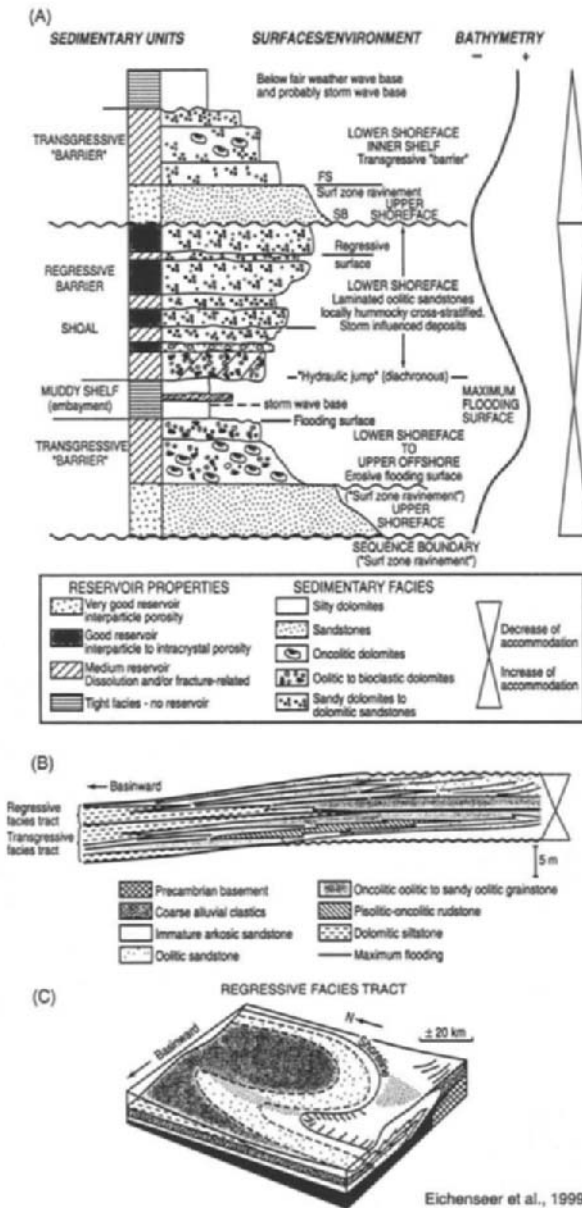 (A)
SEDIMENTARY UNITS SURFACES/ENVIRONMENT BATHYMETRY
− +
Below fair weather wave base
and probably storm wave base
TRANSGRESSIVE
"BARRIER"
LOWER SHOREFACE
INNER SHELF
Transgressive "barrier"
FS
Surf zone ravinement
UPPER
SHOREFACE
SB
REGRESSIVE
BARRIER
Regressive
surface
LOWER SHOREFACE
Laminated oolitic sandstones
locally hummocky cross-stratified.
Storm influenced deposits
SHOAL
"Hydraulic jump" (diachronous)
MUDDY SHELF
(embayment)
storm wave base
MAXIMUM
FLOODING
SURFACE
Flooding surface
TRANSGRESSIVE
"BARRIER"
LOWER SHOREFACE
TO
UPPER OFFSHORE
Erosive flooding surface
("Surf zone ravinement")
UPPER
SHOREFACE
SEQUENCE BOUNDARY
("Surf zone ravinement")
RESERVOIR PROPERTIES
Very good reservoir
interparticle porosity
Good reservoir
interparticle to intracrystal porosity
Medium reservoir
Dissolution and/or fracture-related
Tight facies - no reservoir
SEDIMENTARY FACIES
Silty dolomites
Sandstones
Oncolitic dolomites
Oolitic to bioclastic dolomites
Sandy dolomites to
dolomitic sandstones
Decrease of
accommodation
Increase of
accommodation
(B)
Basinward
Regressive
facies tract
Transgressive
facies tract
5 m
Precambrian basement
Coarse alluvial clastics
Immature arkosic sandstone
Oolitic sandstone
Oncolitic oolitic to sandy oolitic grainstone
Pisolitic-oncolitic rudstone
Dolomitic siltstone
Maximum flooding
(C)
REGRESSIVE FACIES TRACT
N
± 20 km
Basinward
Shoreline
Eichenseer et al., 1999